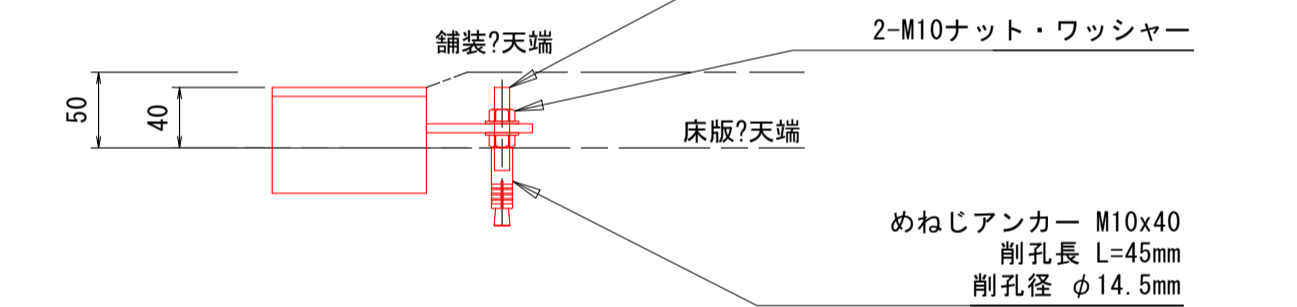 2-M10ナット・ワッシャー
舗装?天端
50
40
床版?天端
めねじアンカー M10x40
削孔長 L=45mm
削孔径 φ14.5mm